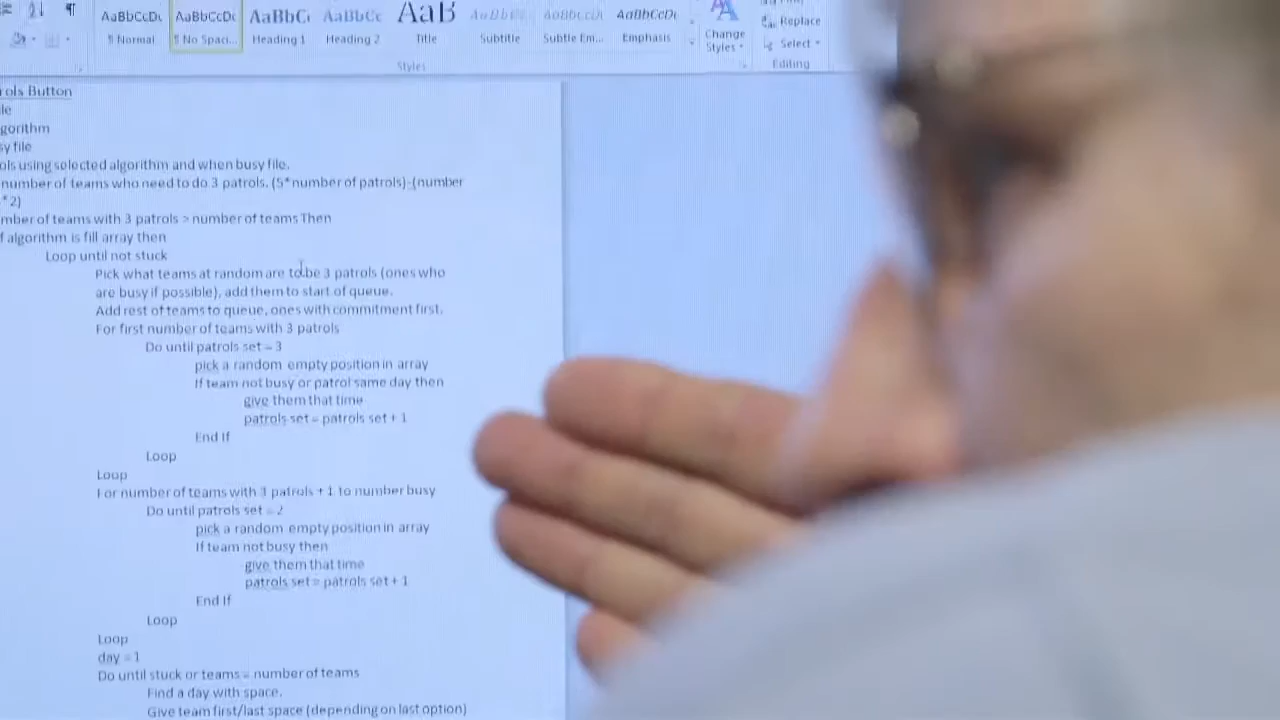 AaBbCcDc AaBbCcDc AaBbC AaBbCc AaB AaBbCcDc AaBbCcDc AaBbCcDc
¶ Normal ¶ No Spaci... Heading 1 Heading 2 Title Subtitle Subtle Em... Emphasis Change Styles Replace
Select
Styles Editing
rols Button
le
gorithm
sy file
ols using selected algorithm and when busy file.
number of teams who need to do 3 patrols. (5*number of patrols)-(number
*2)
mber of teams with 3 patrols > number of teams Then
f algorithm is fill array then
Loop until not stuck
Pick what teams at random are to be 3 patrols (ones who
are busy if possible), add them to start of queue.
Add rest of teams to queue, ones with commitment first.
For first number of teams with 3 patrols
Do until patrols set = 3
pick a random empty position in array
If team not busy or patrol same day then
give them that time
patrols set = patrols set + 1
End If
Loop
Loop
For number of teams with 3 patrols + 1 to number busy
Do until patrols set = 2
pick a random empty position in array
If team not busy then
give them that time
patrols set = patrols set + 1
End If
Loop
Loop
day = 1
Do until stuck or teams = number of teams
Find a day with space.
Give team first/last space (depending on last option)